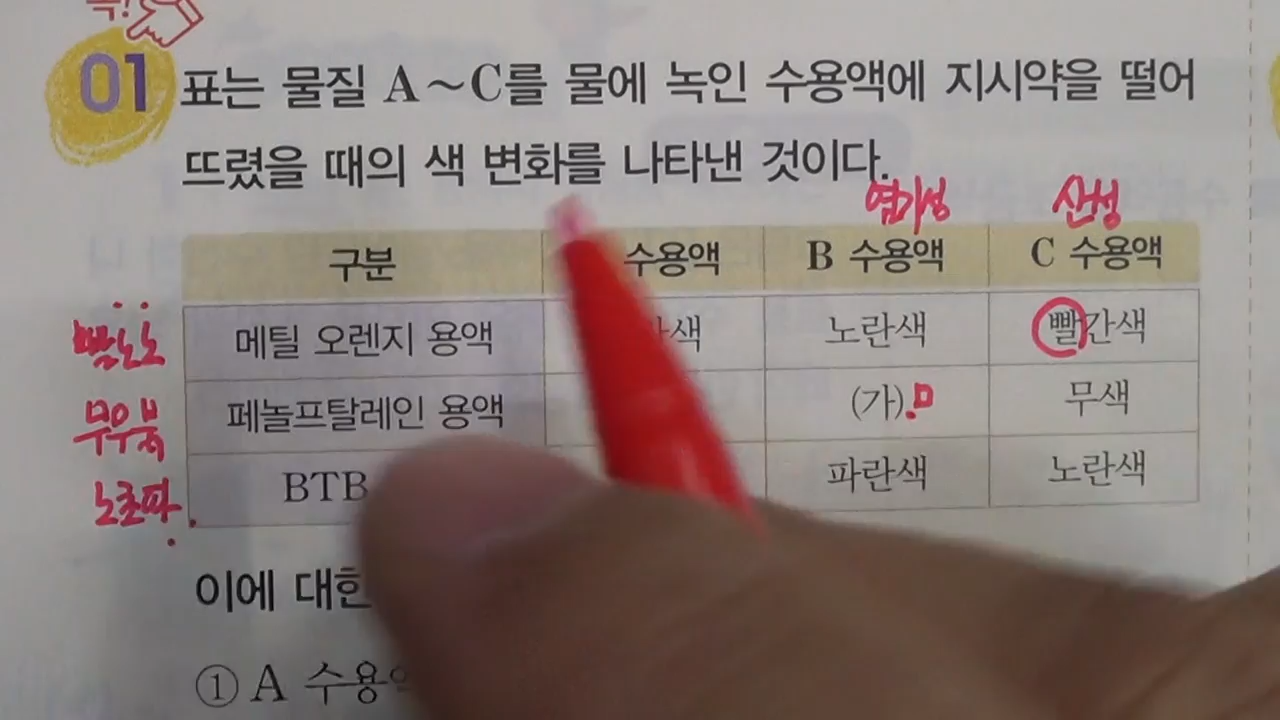 콕!
01 표는 물질 A~C를 물에 녹인 수용액에 지시약을 떨어
뜨렸을 때의 색 변화를 나타낸 것이다.
염기성 산성
구분 수용액 B 수용액 C 수용액
빨노노 메틸 오렌지 용액 색 노란색 빨간색
무무붉 페놀프탈레인 용액 (가). 무색
노초파 BTB 파란색 노란색
이에 대한
① A 수용액